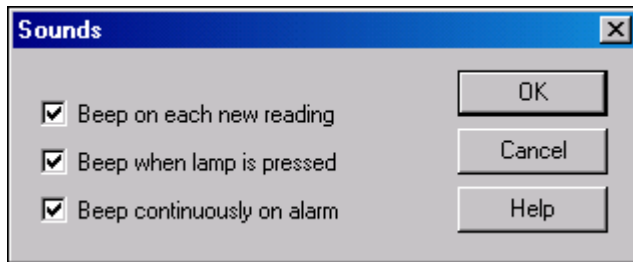 Sounds
Beep on each new reading
Beep when lamp is pressed
Beep continuously on alarm
OK
Cancel
Help